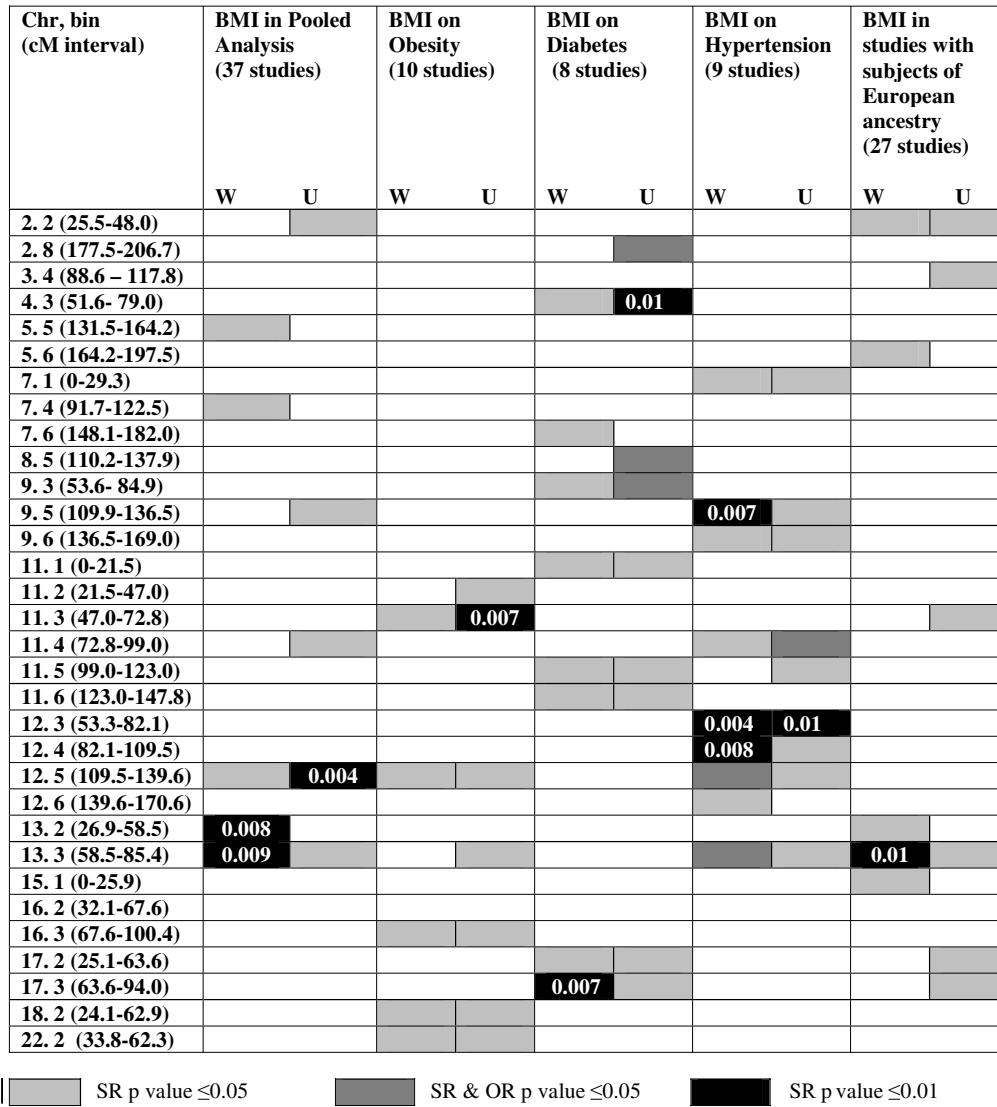 Chr, bin (cM interval) BMI in Pooled Analysis (37 studies) BMI on Obesity (10 studies) BMI on Diabetes (8 studies) BMI on Hypertension (9 studies) BMI in studies with subjects of European ancestry (27 studies)
W U W U W U W U W U
2. 2 (25.5-48.0)
2. 8 (177.5-206.7)
3. 4 (88.6 – 117.8)
4. 3 (51.6- 79.0) 0.01
5. 5 (131.5-164.2)
5. 6 (164.2-197.5)
7. 1 (0-29.3)
7. 4 (91.7-122.5)
7. 6 (148.1-182.0)
8. 5 (110.2-137.9)
9. 3 (53.6- 84.9)
9. 5 (109.9-136.5) 0.007
9. 6 (136.5-169.0)
11. 1 (0-21.5)
11. 2 (21.5-47.0)
11. 3 (47.0-72.8) 0.007
11. 4 (72.8-99.0)
11. 5 (99.0-123.0)
11. 6 (123.0-147.8)
12. 3 (53.3-82.1) 0.004 0.01
12. 4 (82.1-109.5) 0.008
12. 5 (109.5-139.6) 0.004
12. 6 (139.6-170.6)
13. 2 (26.9-58.5) 0.008
13. 3 (58.5-85.4) 0.009 0.01
15. 1 (0-25.9)
16. 2 (32.1-67.6)
16. 3 (67.6-100.4)
17. 2 (25.1-63.6)
17. 3 (63.6-94.0) 0.007
18. 2 (24.1-62.9)
22. 2 (33.8-62.3)
SR p value ≤0.05 SR & OR p value ≤0.05 SR p value ≤0.01